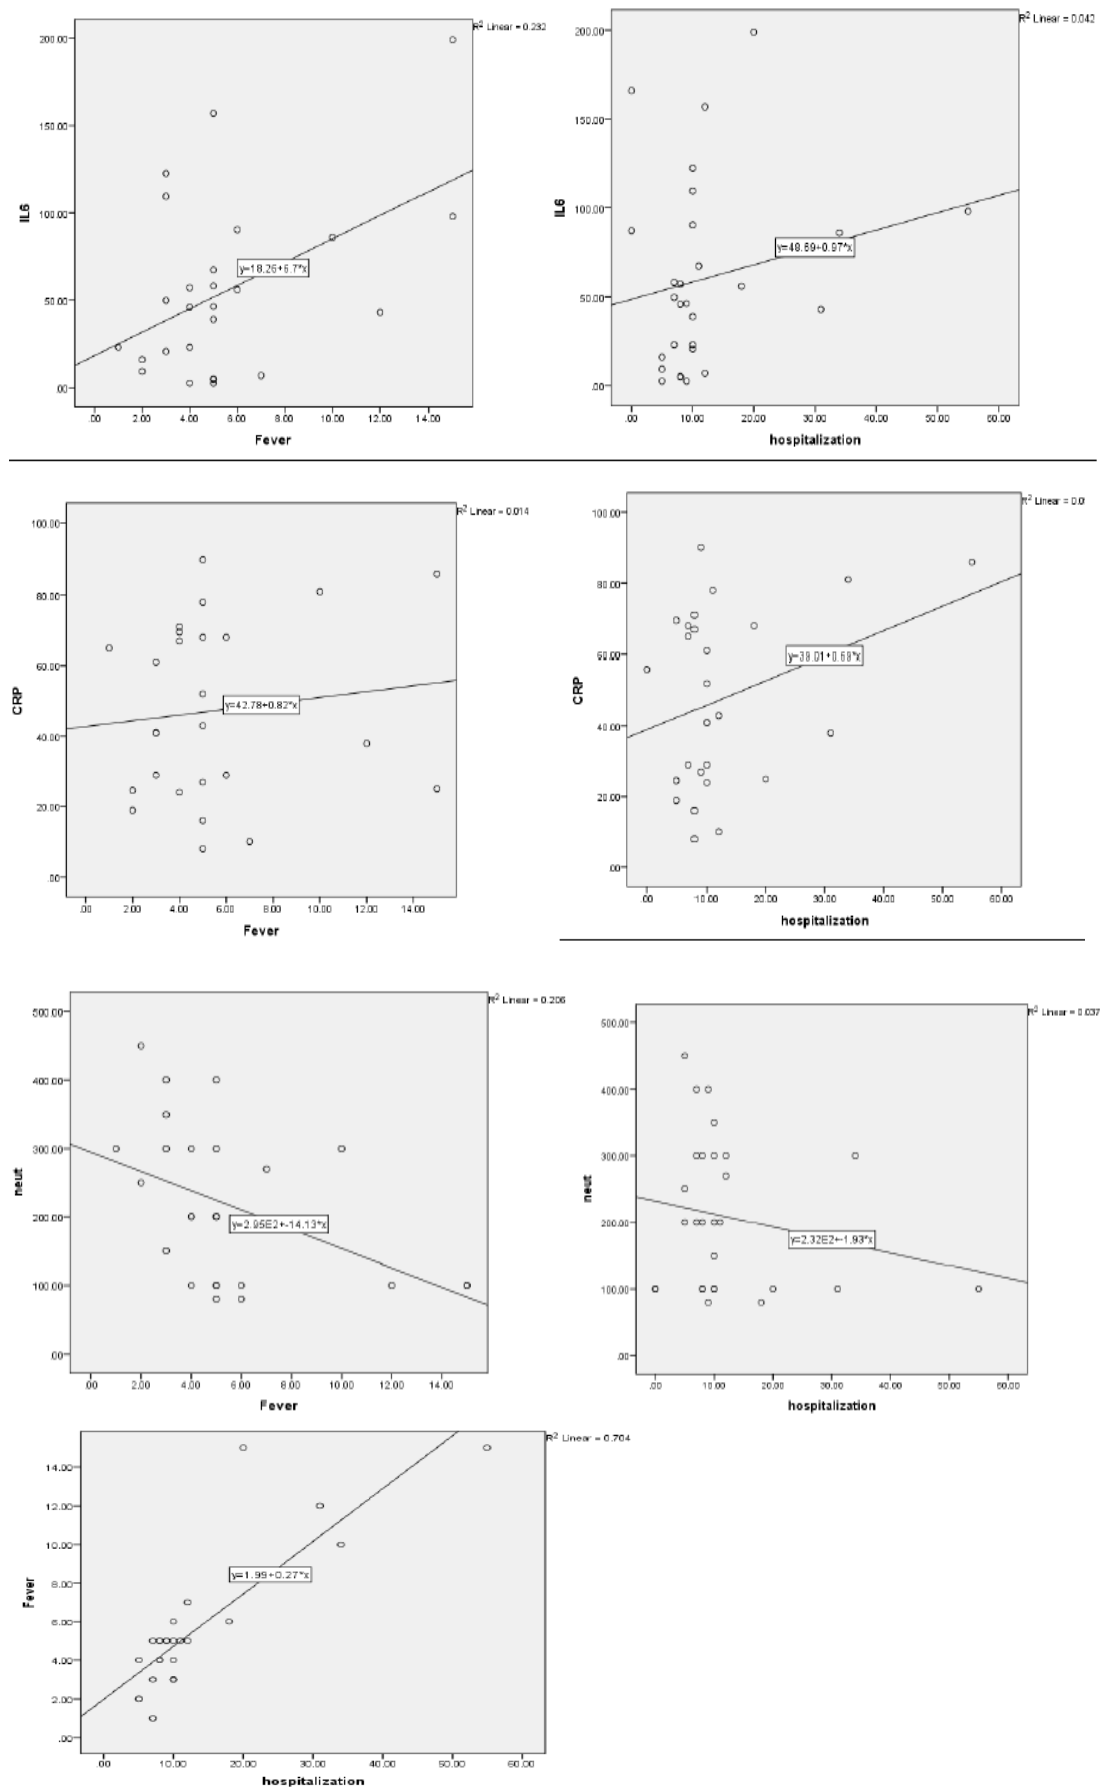 R² Linear = 0.232
200.00
150.00
100.00
50.00
.00
IL6
y=18.26+6.7*x
.00 2.00 4.00 6.00 8.00 10.00 12.00 14.00
Fever
R² Linear = 0.042
200.00
150.00
100.00
50.00
.00
IL6
y=48.69+0.97*x
.00 10.00 20.00 30.00 40.00 50.00 60.00
hospitalization
R² Linear = 0.014
100.00
80.00
60.00
40.00
20.00
.00
CRP
y=42.78+0.82*x
.00 2.00 4.00 6.00 8.00 10.00 12.00 14.00
Fever
R² Linear = 0.0
100.00
80.00
60.00
40.00
20.00
.00
CRP
.00 10.00 20.00 30.00 40.00 50.00 60.00
hospitalization
R² Linear = 0.206
500.00
400.00
300.00
200.00
100.00
.00
neut
y=2.95E2+-14.13*x
.00 2.00 4.00 6.00 8.00 10.00 12.00 14.00
Fever
R² Linear = 0.037
500.00
400.00
300.00
200.00
100.00
.00
neut
y=2.32E2+-1.93*x
.00 10.00 20.00 30.00 40.00 50.00 60.00
hospitalization
R² Linear = 0.704
14.00
12.00
10.00
8.00
6.00
4.00
2.00
.00
Fever
y=1.99+0.27*x
.00 10.00 20.00 30.00 40.00 50.00 60.00
hospitalization